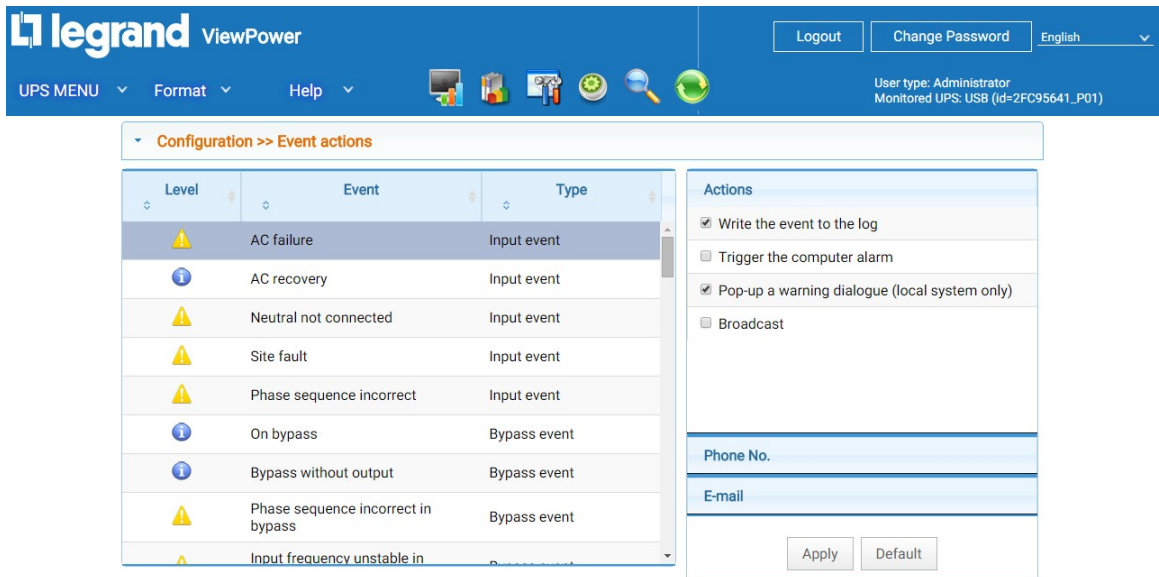 legrand ViewPower
Logout
Change Password
English
UPS MENU
Format
Help
User type: Administrator
Monitored UPS: USB (id=2FC95641_P01)
Configuration >> Event actions
Level Event Type
AC failure Input event
AC recovery Input event
Neutral not connected Input event
Site fault Input event
Phase sequence incorrect Input event
On bypass Bypass event
Bypass without output Bypass event
Phase sequence incorrect in
bypass
Bypass event
Input frequency unstable in
Actions
Write the event to the log
Trigger the computer alarm
Pop-up a warning dialogue (local system only)
Broadcast
Phone No.
E-mail
Apply
Default